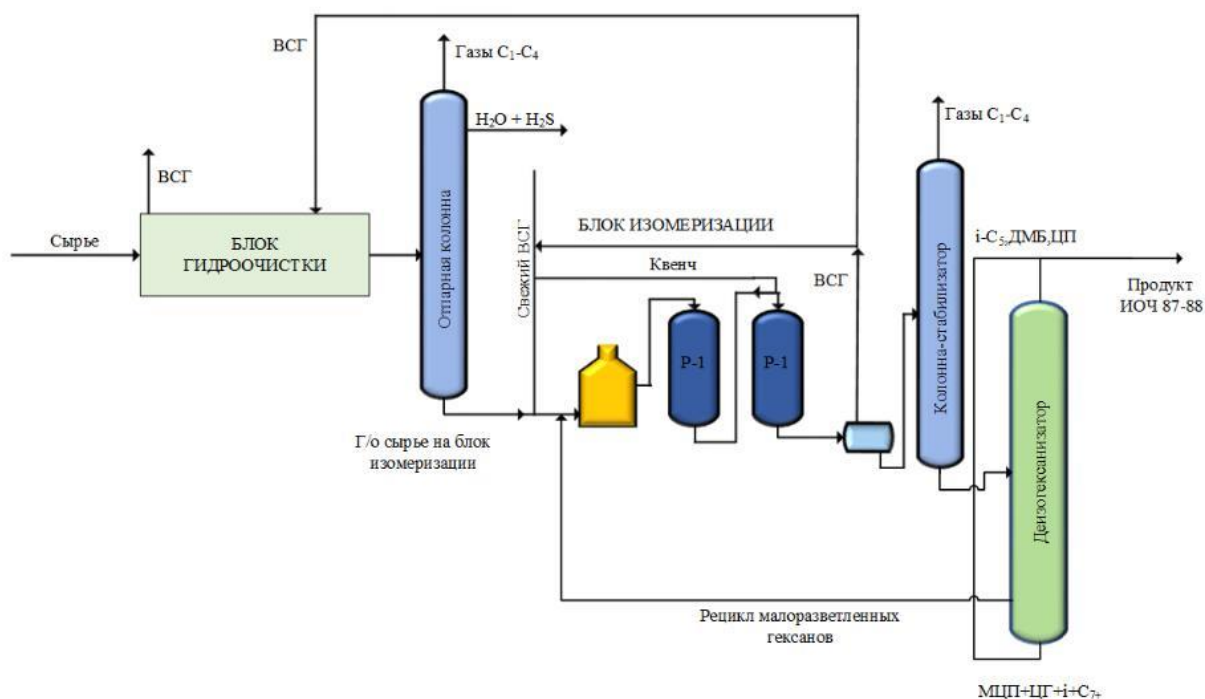 ВСГ
Газы C₁-C₄
H₂O + H₂S
ВСГ
Газы C₁-C₄
Сырье
БЛОК
ГИДРООЧИСТКИ
Отпарная колонна
Свежий ВСГ
БЛОК ИЗОМЕРИЗАЦИИ
Квенч
ВСГ
Р-1
Р-1
Колонна-стабилизатор
i-C₅,ДМБ,ЦП
Продукт
ИОЧ 87-88
Деизогексанизатор
Г/о сырье на блок
изомеризации
Рецикл малоразветленных
гексанов
МЦП+ЦГ+i+C₇₊